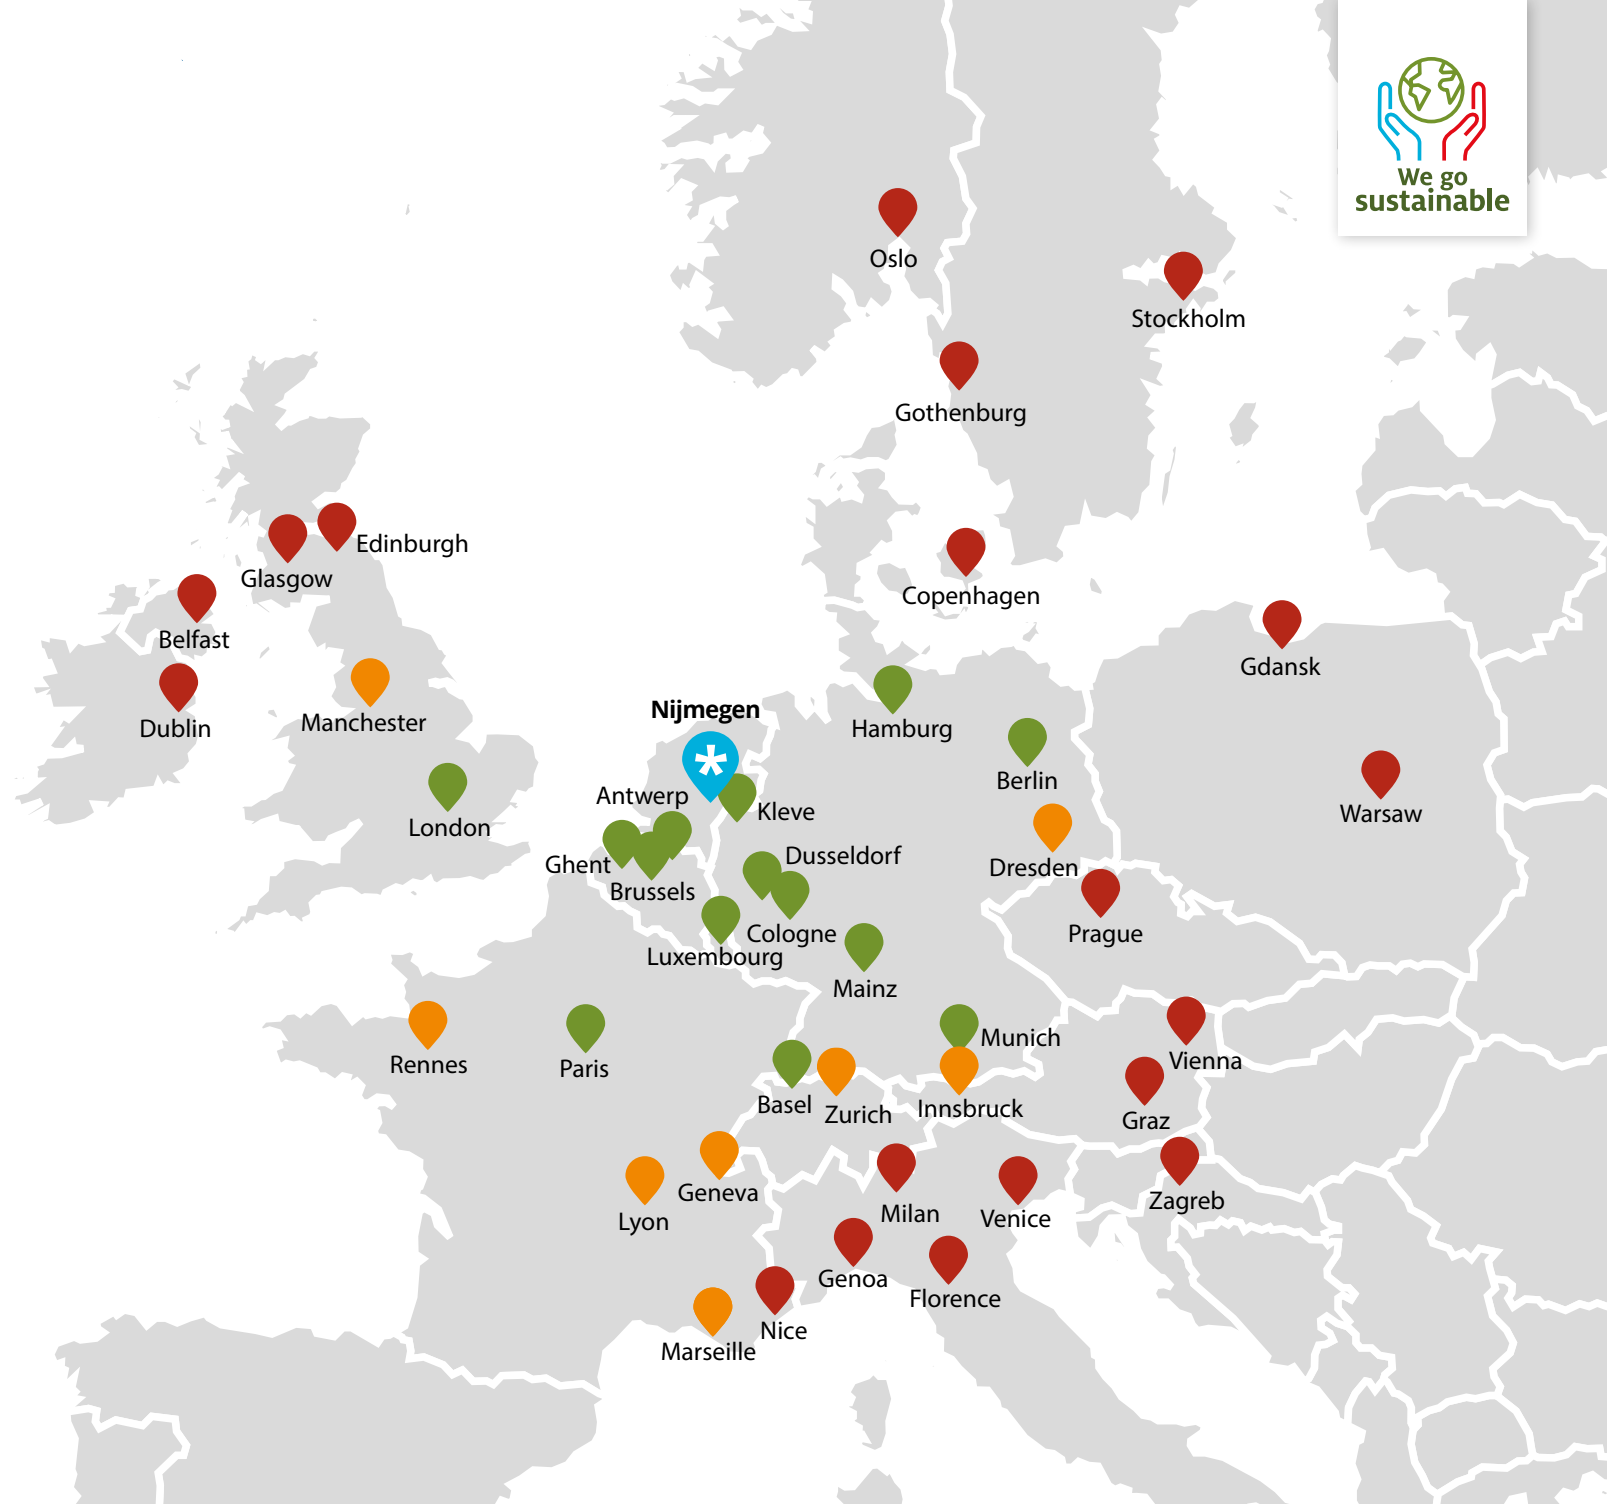 We go
sustainable
Oslo
Stockholm
Gothenburg
Edinburgh
Glasgow
Copenhagen
Belfast
Gdansk
Dublin
Manchester
Nijmegen
Hamburg
Berlin
Antwerp
Kleve
Warsaw
London
Ghent
Dusseldorf
Dresden
Brussels
Cologne
Prague
Luxembourg
Mainz
Munich
Rennes
Paris
Vienna
Basel
Zurich
Innsbruck
Graz
Geneva
Zagreb
Lyon
Milan
Venice
Genoa
Florence
Nice
Marseille